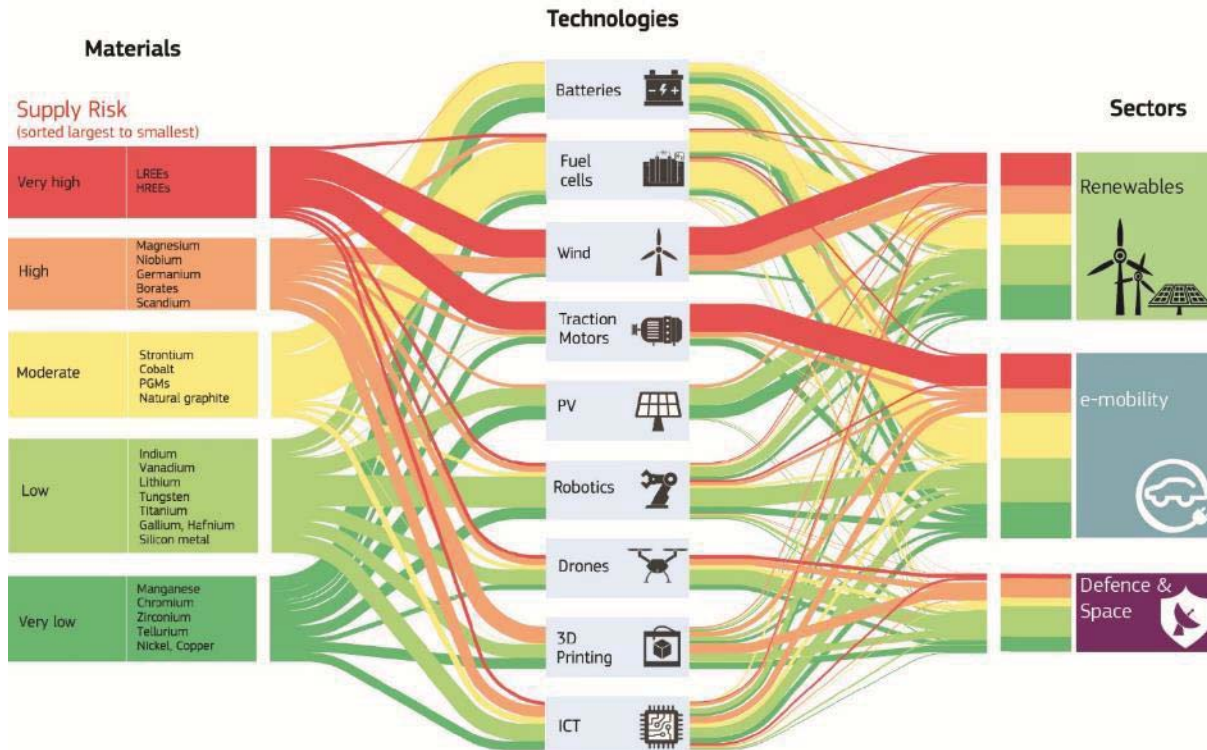 Technologies
Materials
Sectors
Supply Risk
(sorted largest to smallest)
Very high
LREEs
HREEs
High
Magnesium
Niobium
Germanium
Borates
Scandium
Moderate
Strontium
Cobalt
PGMs
Natural graphite
Low
Indium
Vanadium
Lithium
Tungsten
Titanium
Gallium, Hafnium
Silicon metal
Very low
Manganese
Chromium
Zirconium
Tellurium
Nickel, Copper
Batteries
Fuel
cells
Wind
Traction
Motors
PV
Robotics
Drones
3D
Printing
ICT
Renewables
e-mobility
Defence &
Space